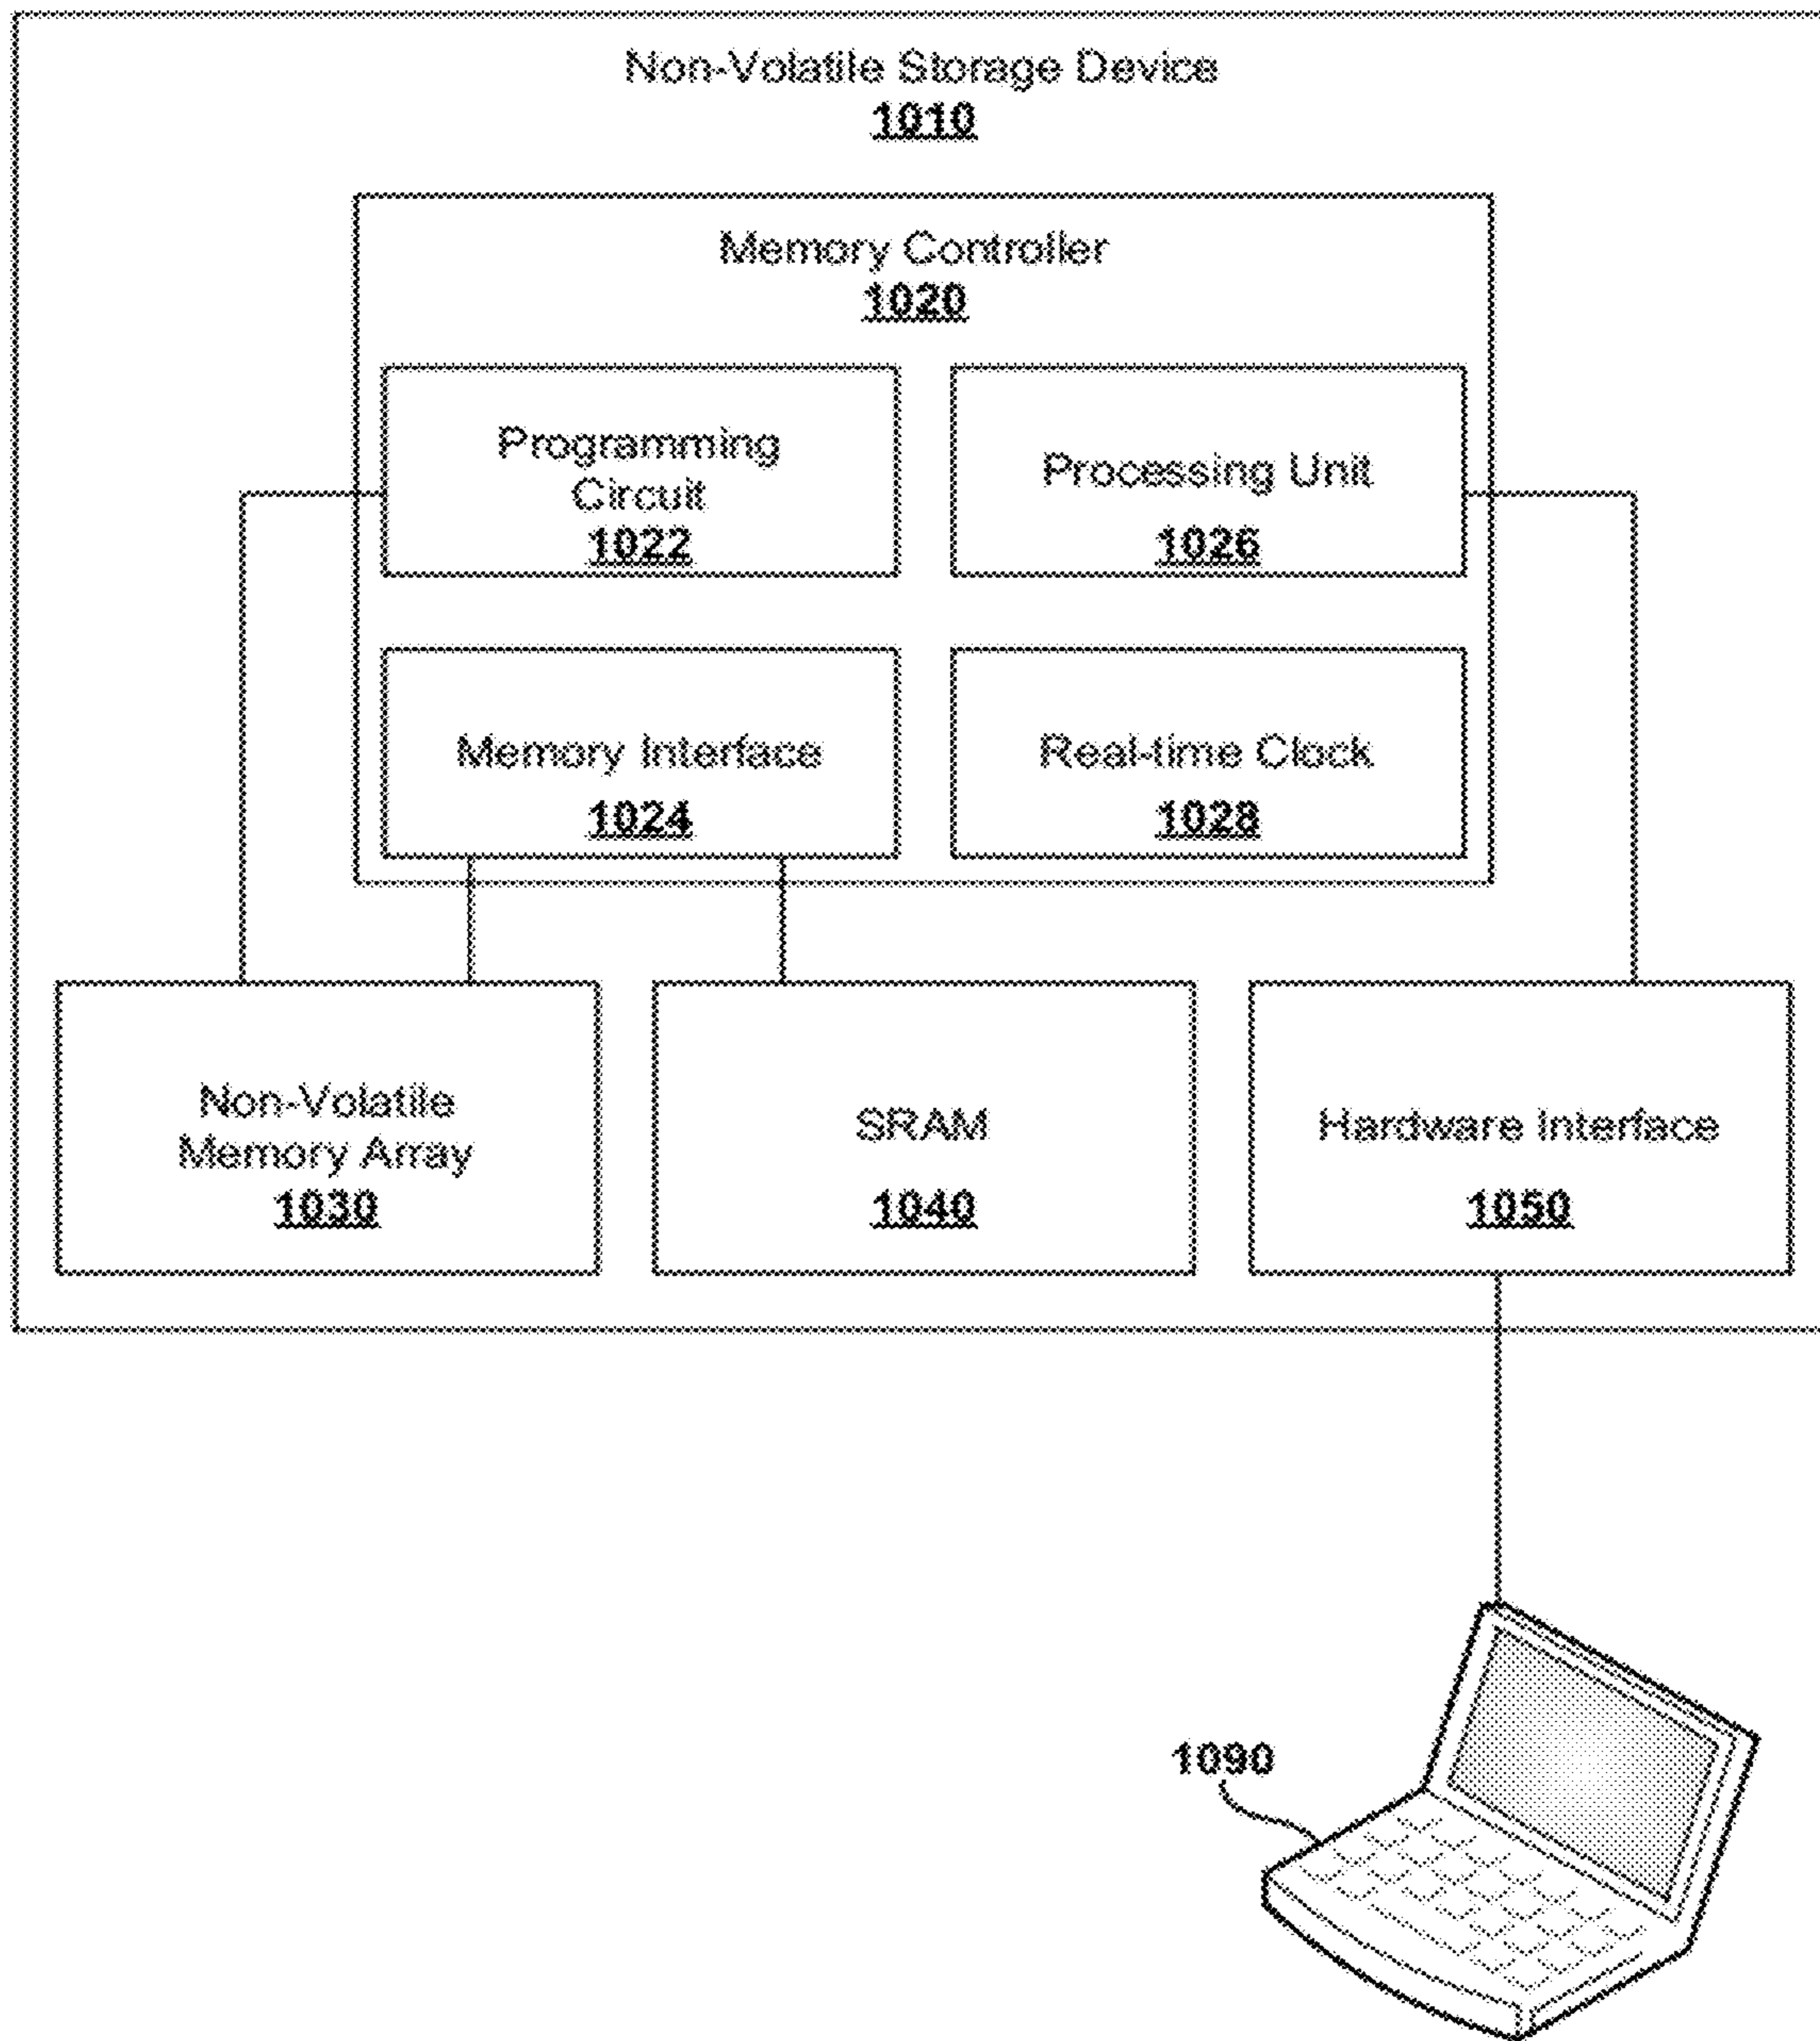 Non-Volatile Storage Device
1010
Memory Controller
1020
Programming
Circuit
1022
Processing Unit
1026
Memory Interface
1024
Real-time Clock
1028
Non-Volatile
Memory Array
1030
SRAM
1040
Hardware Interface
1050
1090